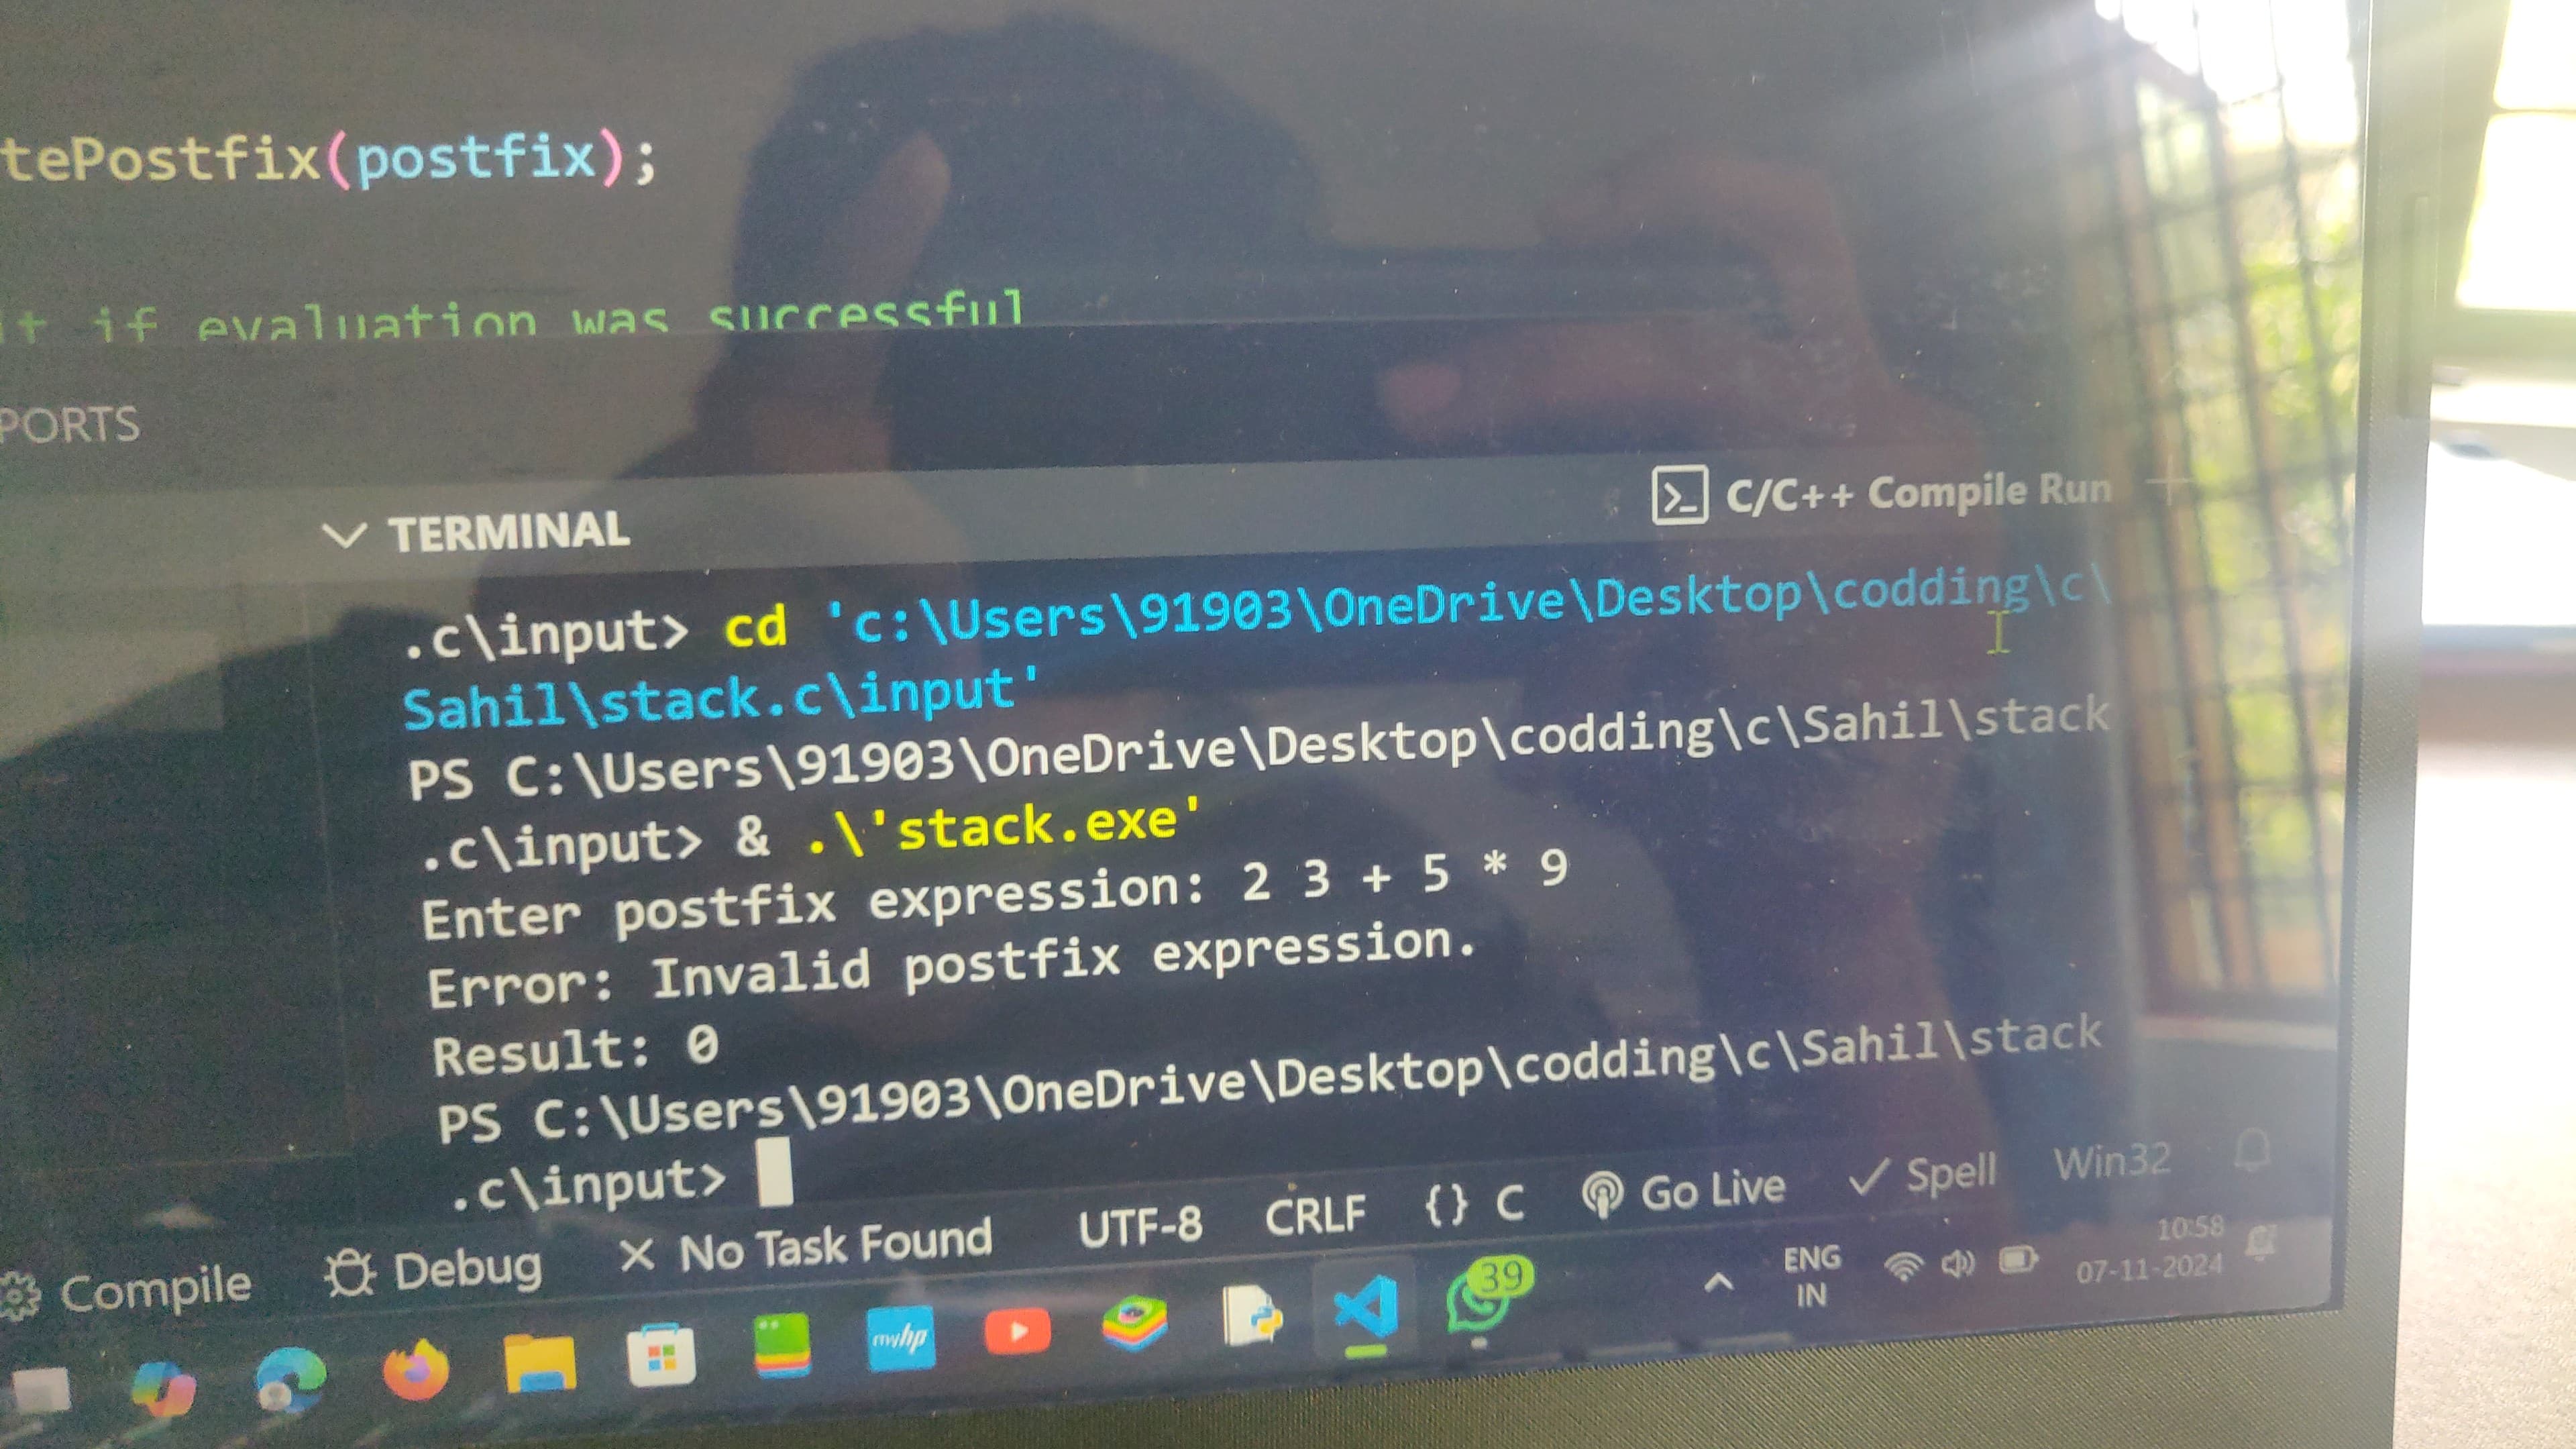 tePostfix(postfix);
it if evaluation was successful
PORTS
TERMINAL
C/C++ Compile Run
.c\input> cd 'c:\Users\91903\OneDrive\Desktop\codding\c\
Sahil\stack.c\input'
PS C:\Users\91903\OneDrive\Desktop\codding\c\Sahil\stack
.c\input> & .\'stack.exe'
Enter postfix expression: 2 3 + 5 * 9
Error: Invalid postfix expression.
Result: 0
PS C:\Users\91903\OneDrive\Desktop\codding\c\Sahil\stack
.c\input>
Compile Debug × No Task Found UTF-8 CRLF {} C Go Live ✓ Spell Win32
myhp
39
ENG
IN
10:58
07-11-2024